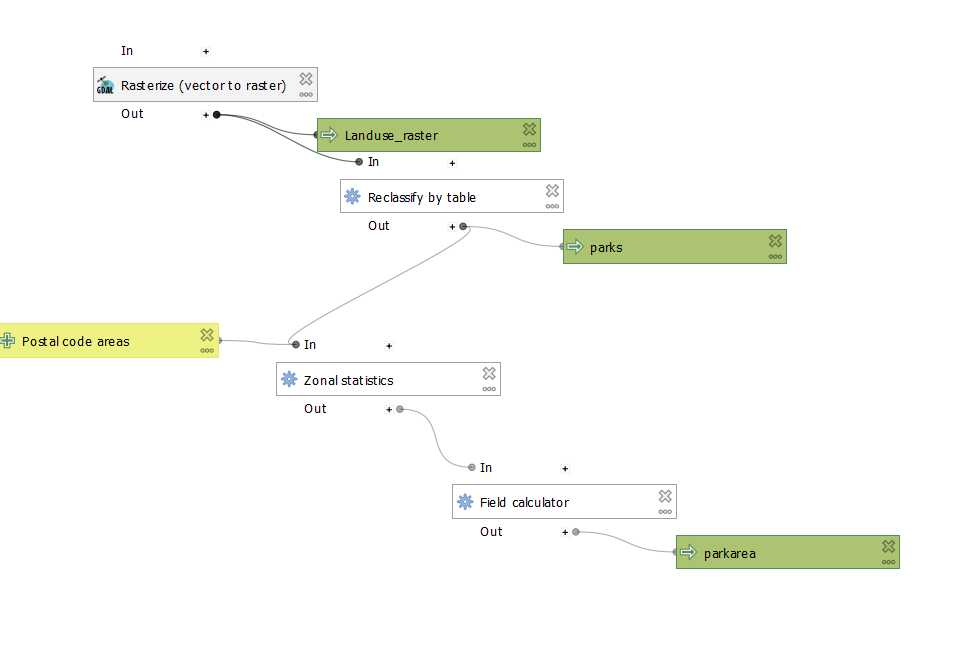 In +
GDAL Rasterize (vector to raster)
Out +
Landuse_raster
In +
Reclassify by table
Out +
parks
Postal code areas
In +
Zonal statistics
Out +
In +
Field calculator
Out +
parkarea